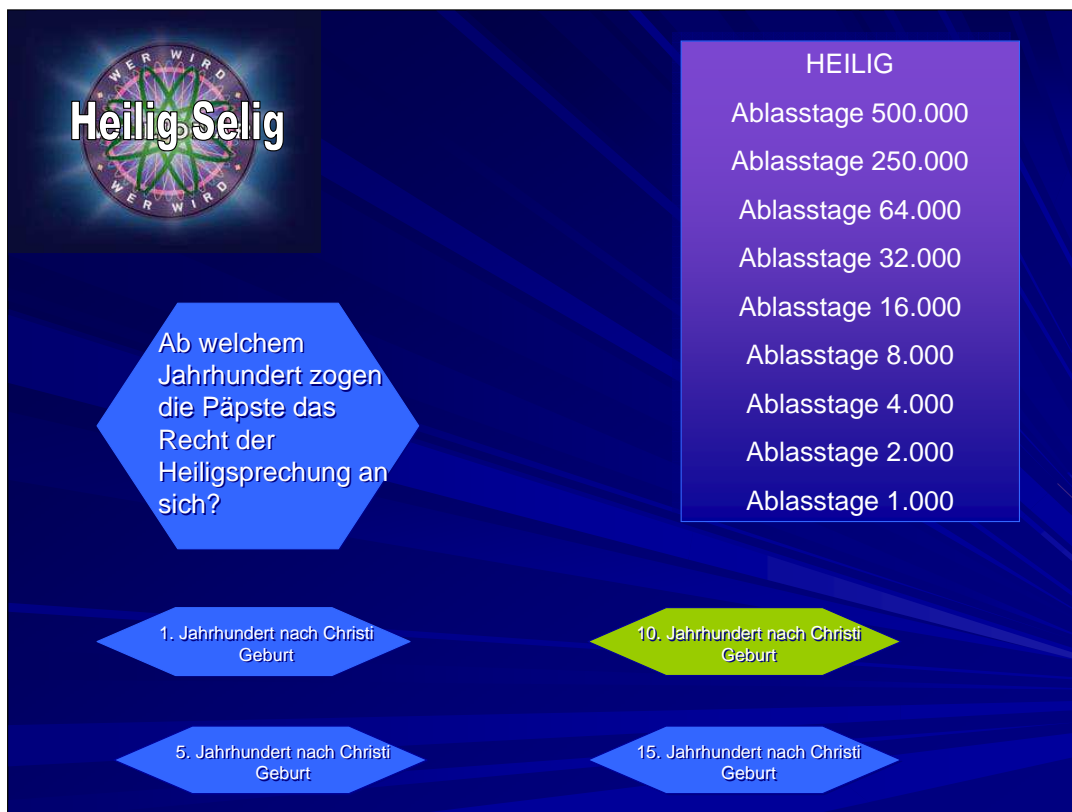 WER WIRD
Heilig Selig
WER WIRD
HEILIG
Ablasstage 500.000
Ablasstage 250.000
Ablasstage 64.000
Ablasstage 32.000
Ablasstage 16.000
Ablasstage 8.000
Ablasstage 4.000
Ablasstage 2.000
Ablasstage 1.000
Ab welchem
Jahrhundert zogen
die Päpste das
Recht der
Heiligsprechung an
sich?
1. Jahrhundert nach Christi
Geburt
10. Jahrhundert nach Christi
Geburt
5. Jahrhundert nach Christi
Geburt
15. Jahrhundert nach Christi
Geburt